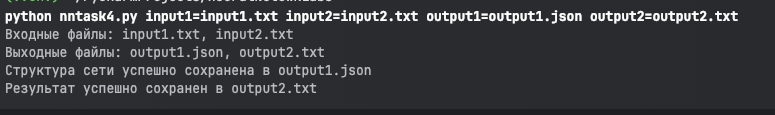 python nntask4.py input1=input1.txt input2=input2.txt output1=output1.json output2=output2.txt
Входные файлы: input1.txt, input2.txt
Выходные файлы: output1.json, output2.txt
Структура сети успешно сохранена в output1.json
Результат успешно сохранен в output2.txt